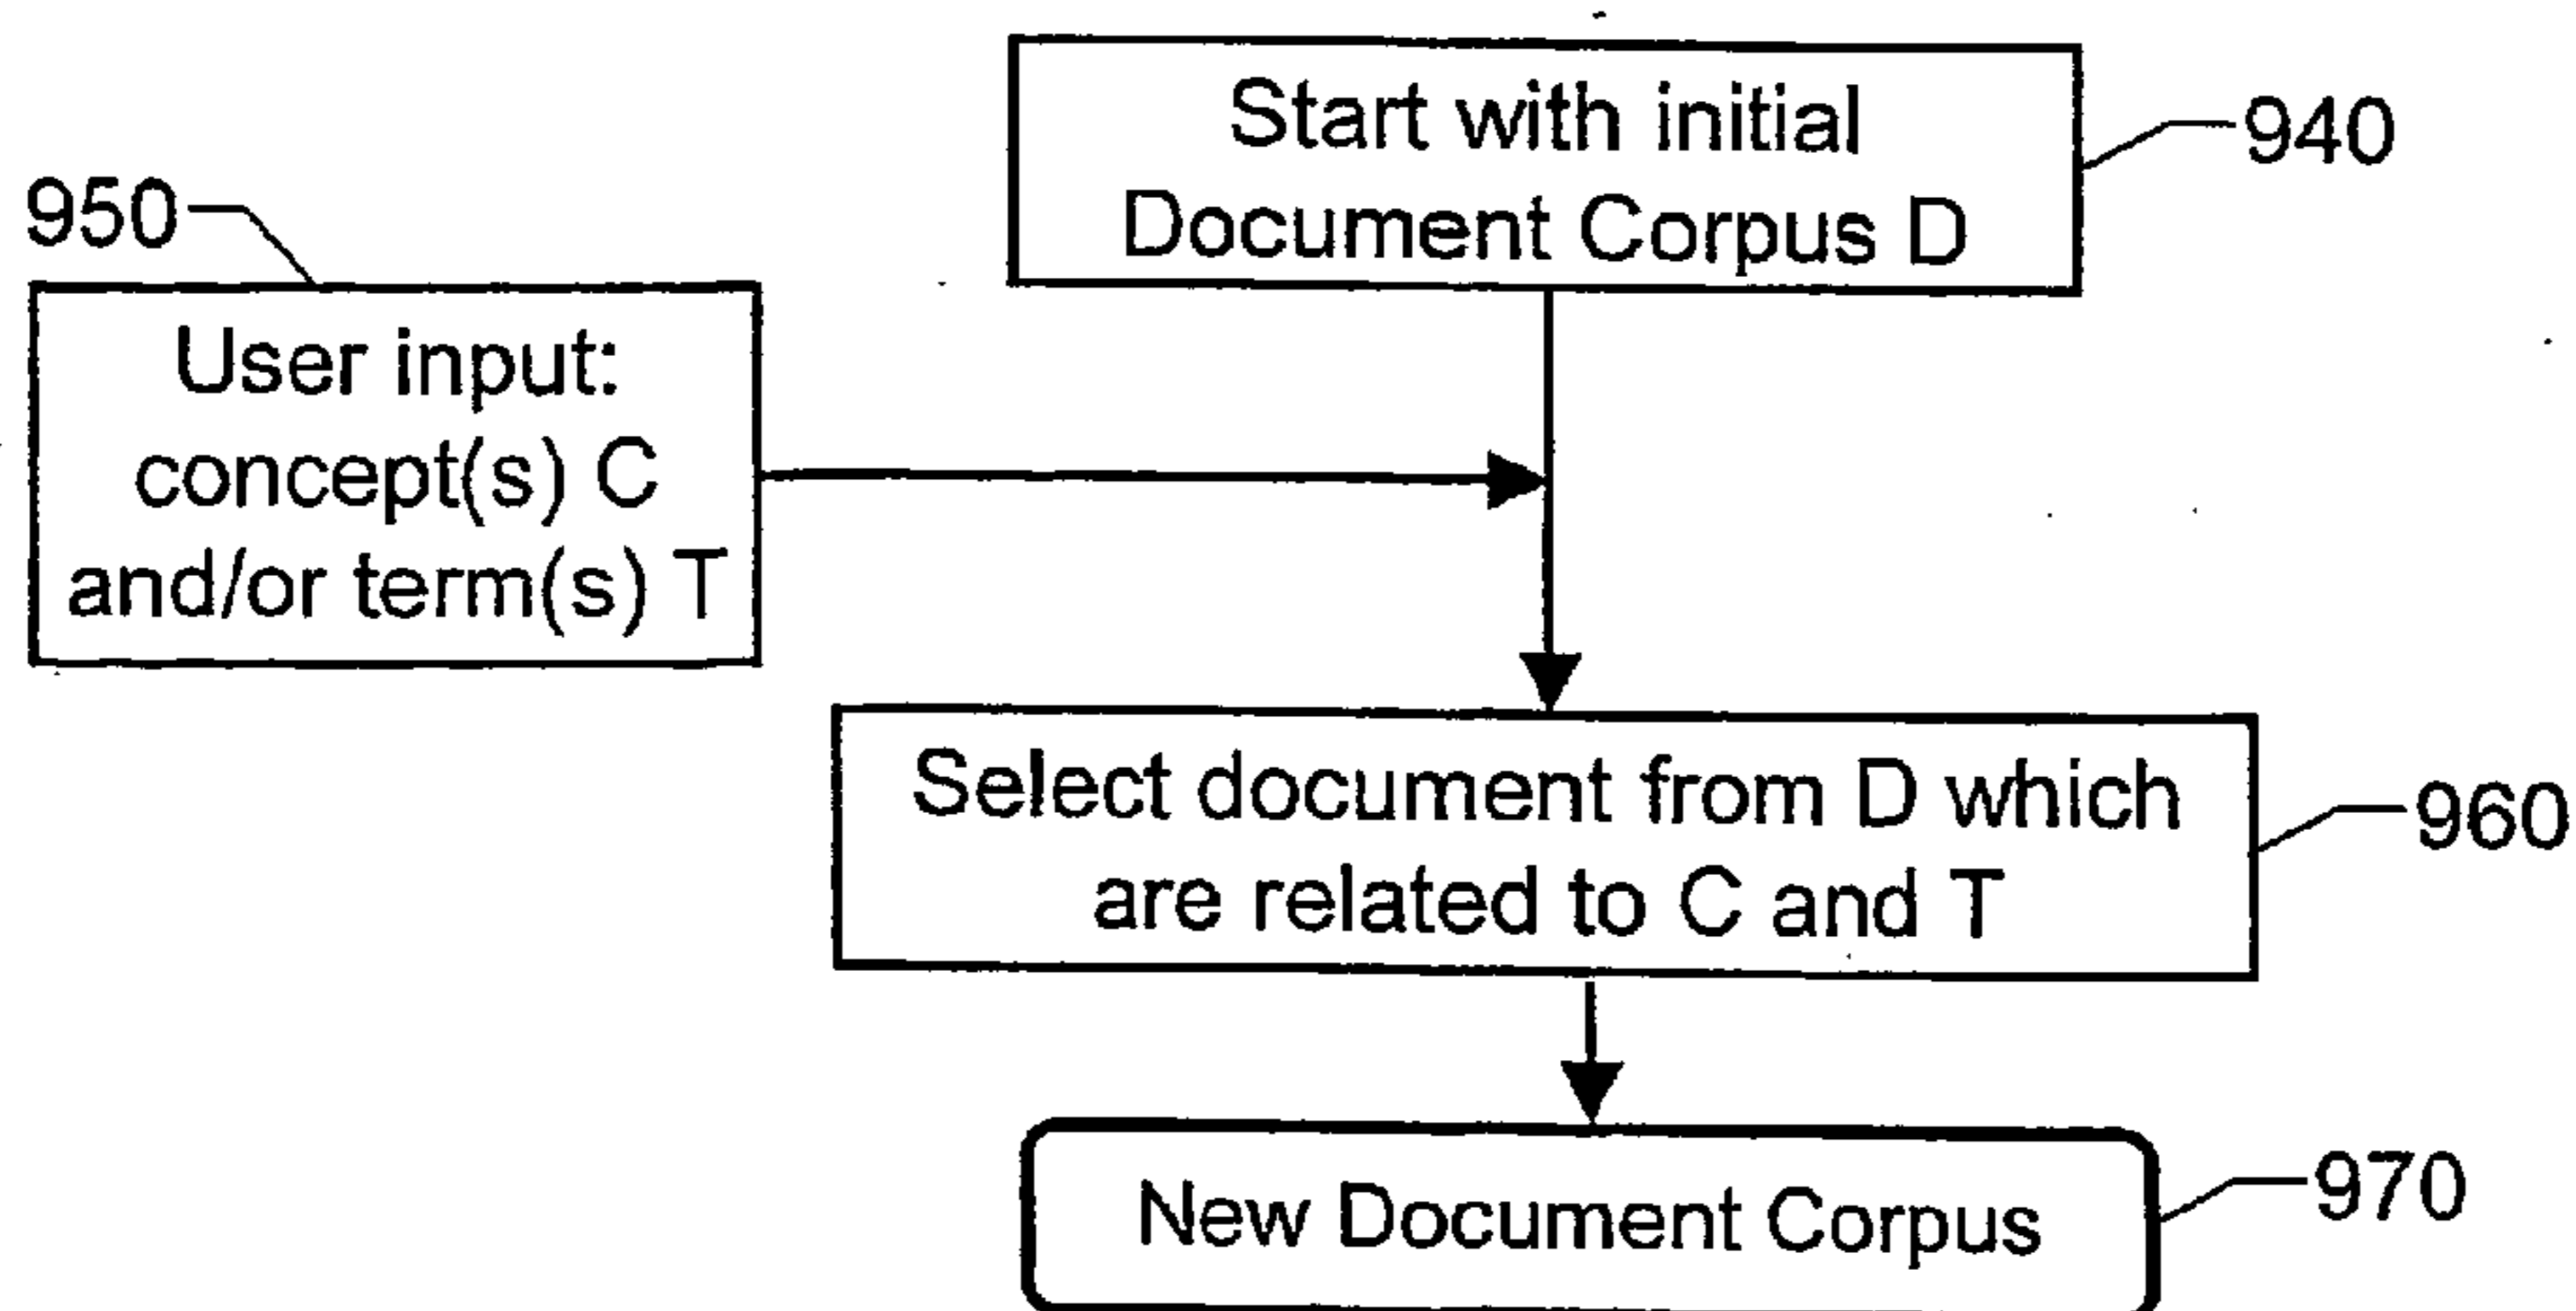 Start with initial
Document Corpus D
940
950
User input:
concept(s) C
and/or term(s) T
Select document from D which
are related to C and T
960
New Document Corpus
970